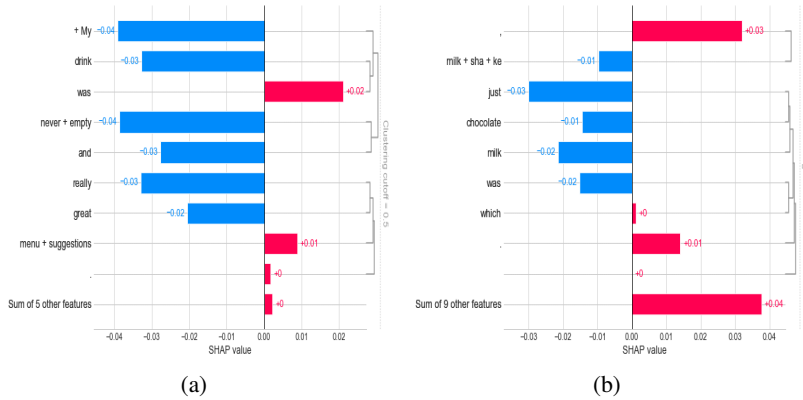 + My
−0.04
drink
−0.03
was
+0.02
never + empty
−0.04
and
−0.03
really
−0.03
great
−0.02
menu + suggestions
+0.01
.
+0
Sum of 5 other features
+0
−0.04 −0.03 −0.02 −0.01 0.00 0.01 0.02
SHAP value
Clustering cutoff = 0.5
(a)
,
+0.03
milk + sha + ke
−0.01
just
−0.03
chocolate
−0.01
milk
−0.02
was
−0.02
which
+0
.
+0.01
+0
Sum of 9 other features
+0.04
−0.03 −0.02 −0.01 0.00 0.01 0.02 0.03 0.04
SHAP value
(b)